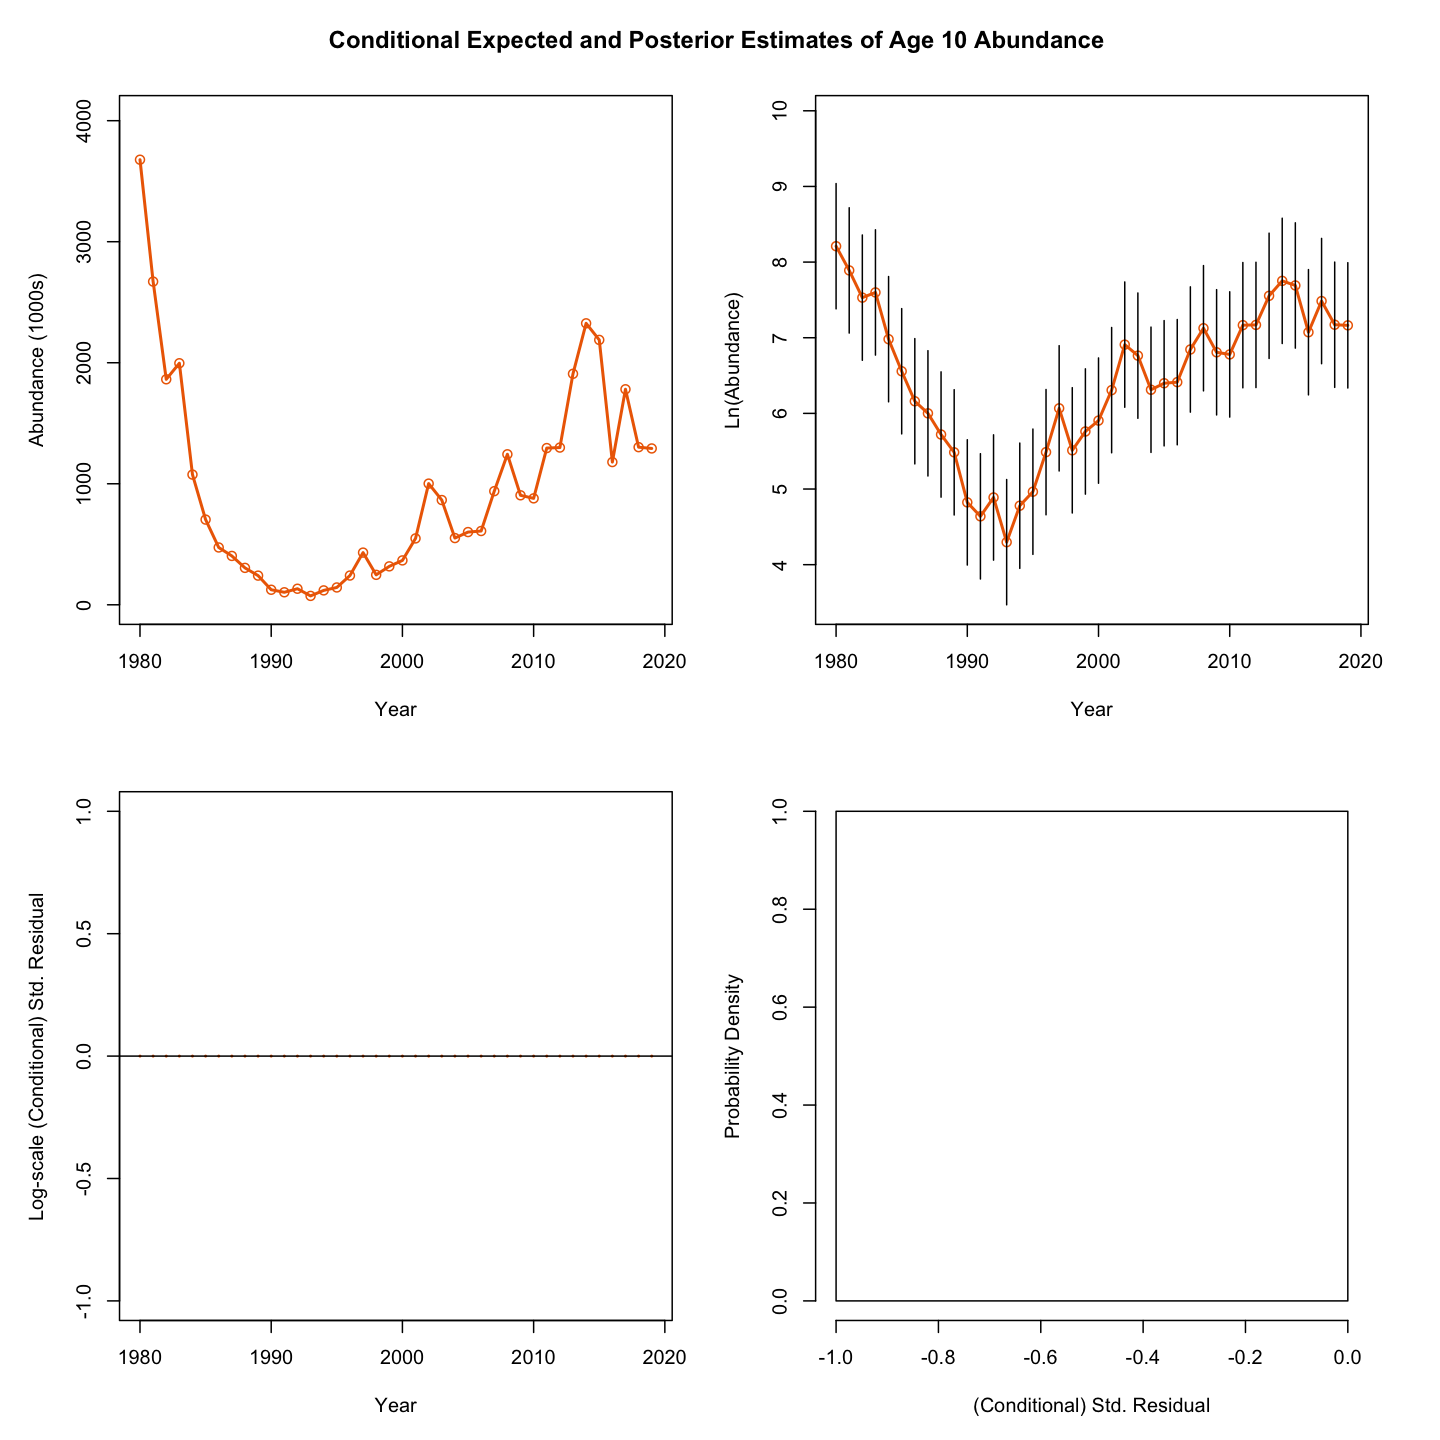 Conditional Expected and Posterior Estimates of Age 10 Abundance
Abundance (1000s)
4000
3000
2000
1000
0
1980 1990 2000 2010 2020
Year
Ln(Abundance)
10
9
8
7
6
5
4
1980 1990 2000 2010 2020
Year
Log-scale (Conditional) Std. Residual
1.0
0.5
0.0
-0.5
-1.0
1980 1990 2000 2010 2020
Year
Probability Density
1.0
0.8
0.6
0.4
0.2
0.0
-1.0 -0.8 -0.6 -0.4 -0.2 0.0
(Conditional) Std. Residual